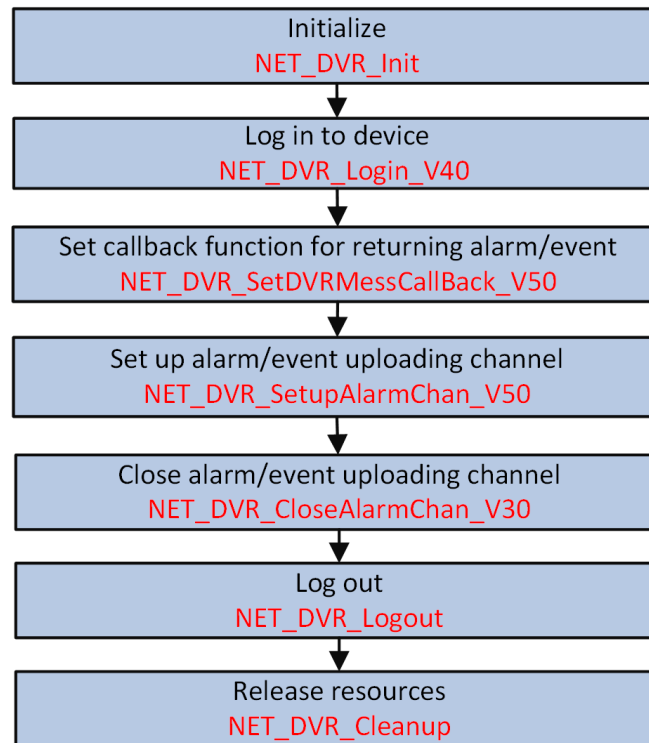 Initialize
NET_DVR_Init
Log in to device
NET_DVR_Login_V40
Set callback function for returning alarm/event
NET_DVR_SetDVRMessCallBack_V50
Set up alarm/event uploading channel
NET_DVR_SetupAlarmChan_V50
Close alarm/event uploading channel
NET_DVR_CloseAlarmChan_V30
Log out
NET_DVR_Logout
Release resources
NET_DVR_Cleanup